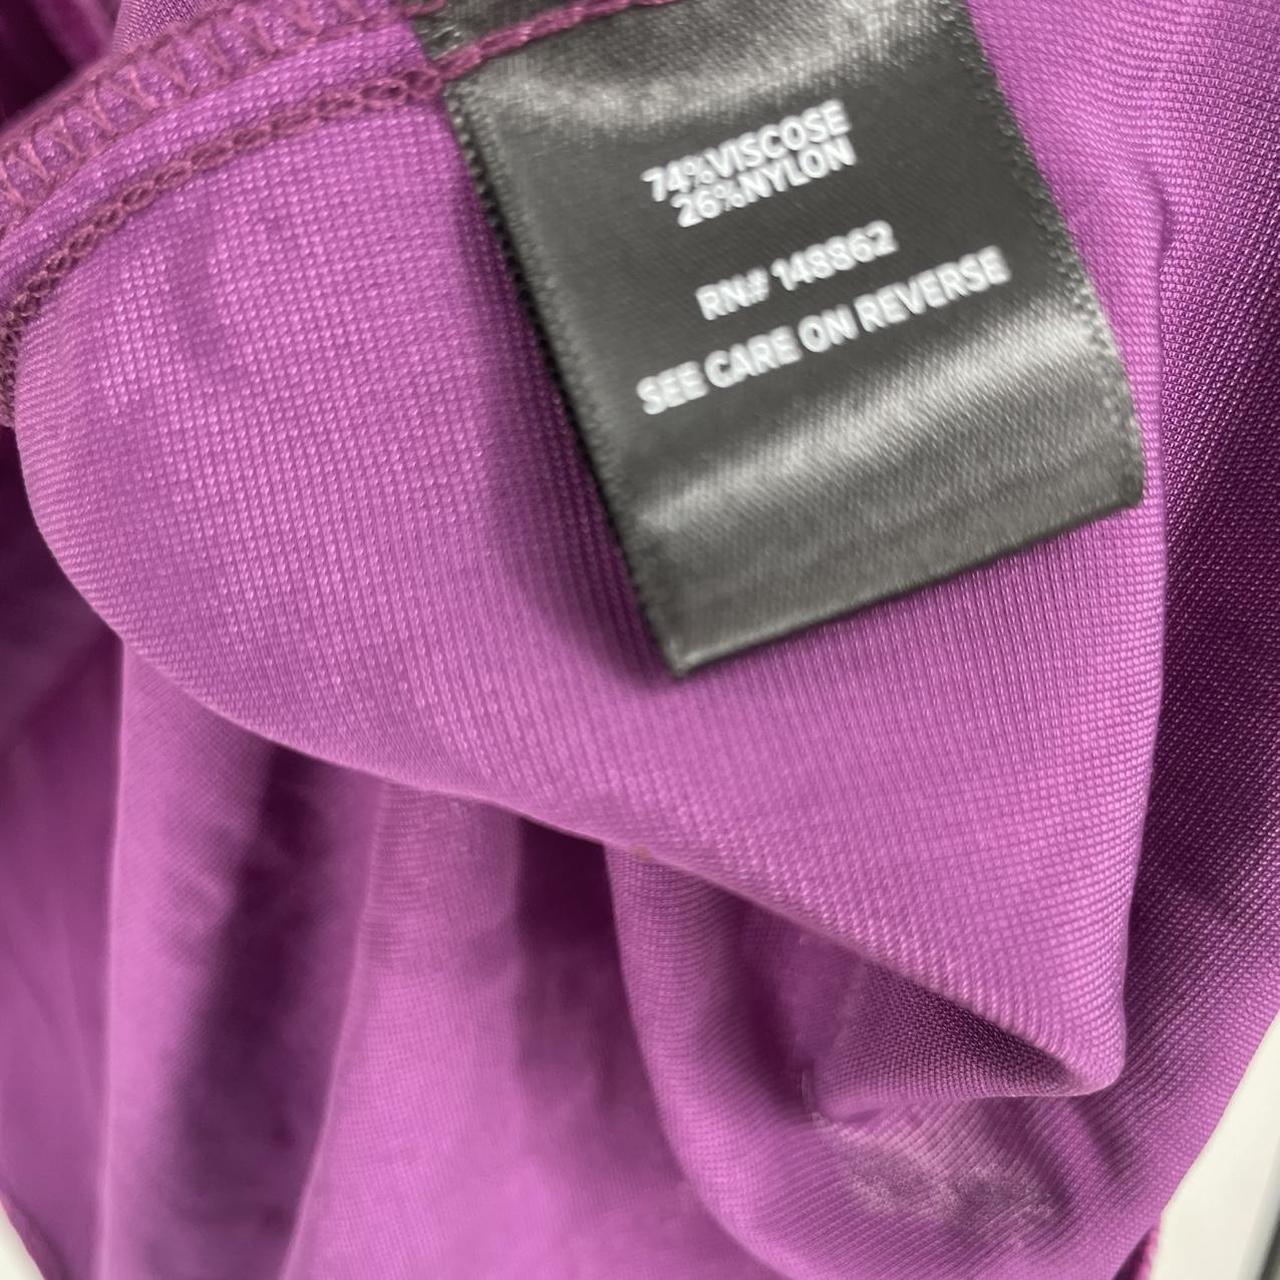 74%VISCOSE
26%NYLON
RN# 148862
SEE CARE ON REVERSE